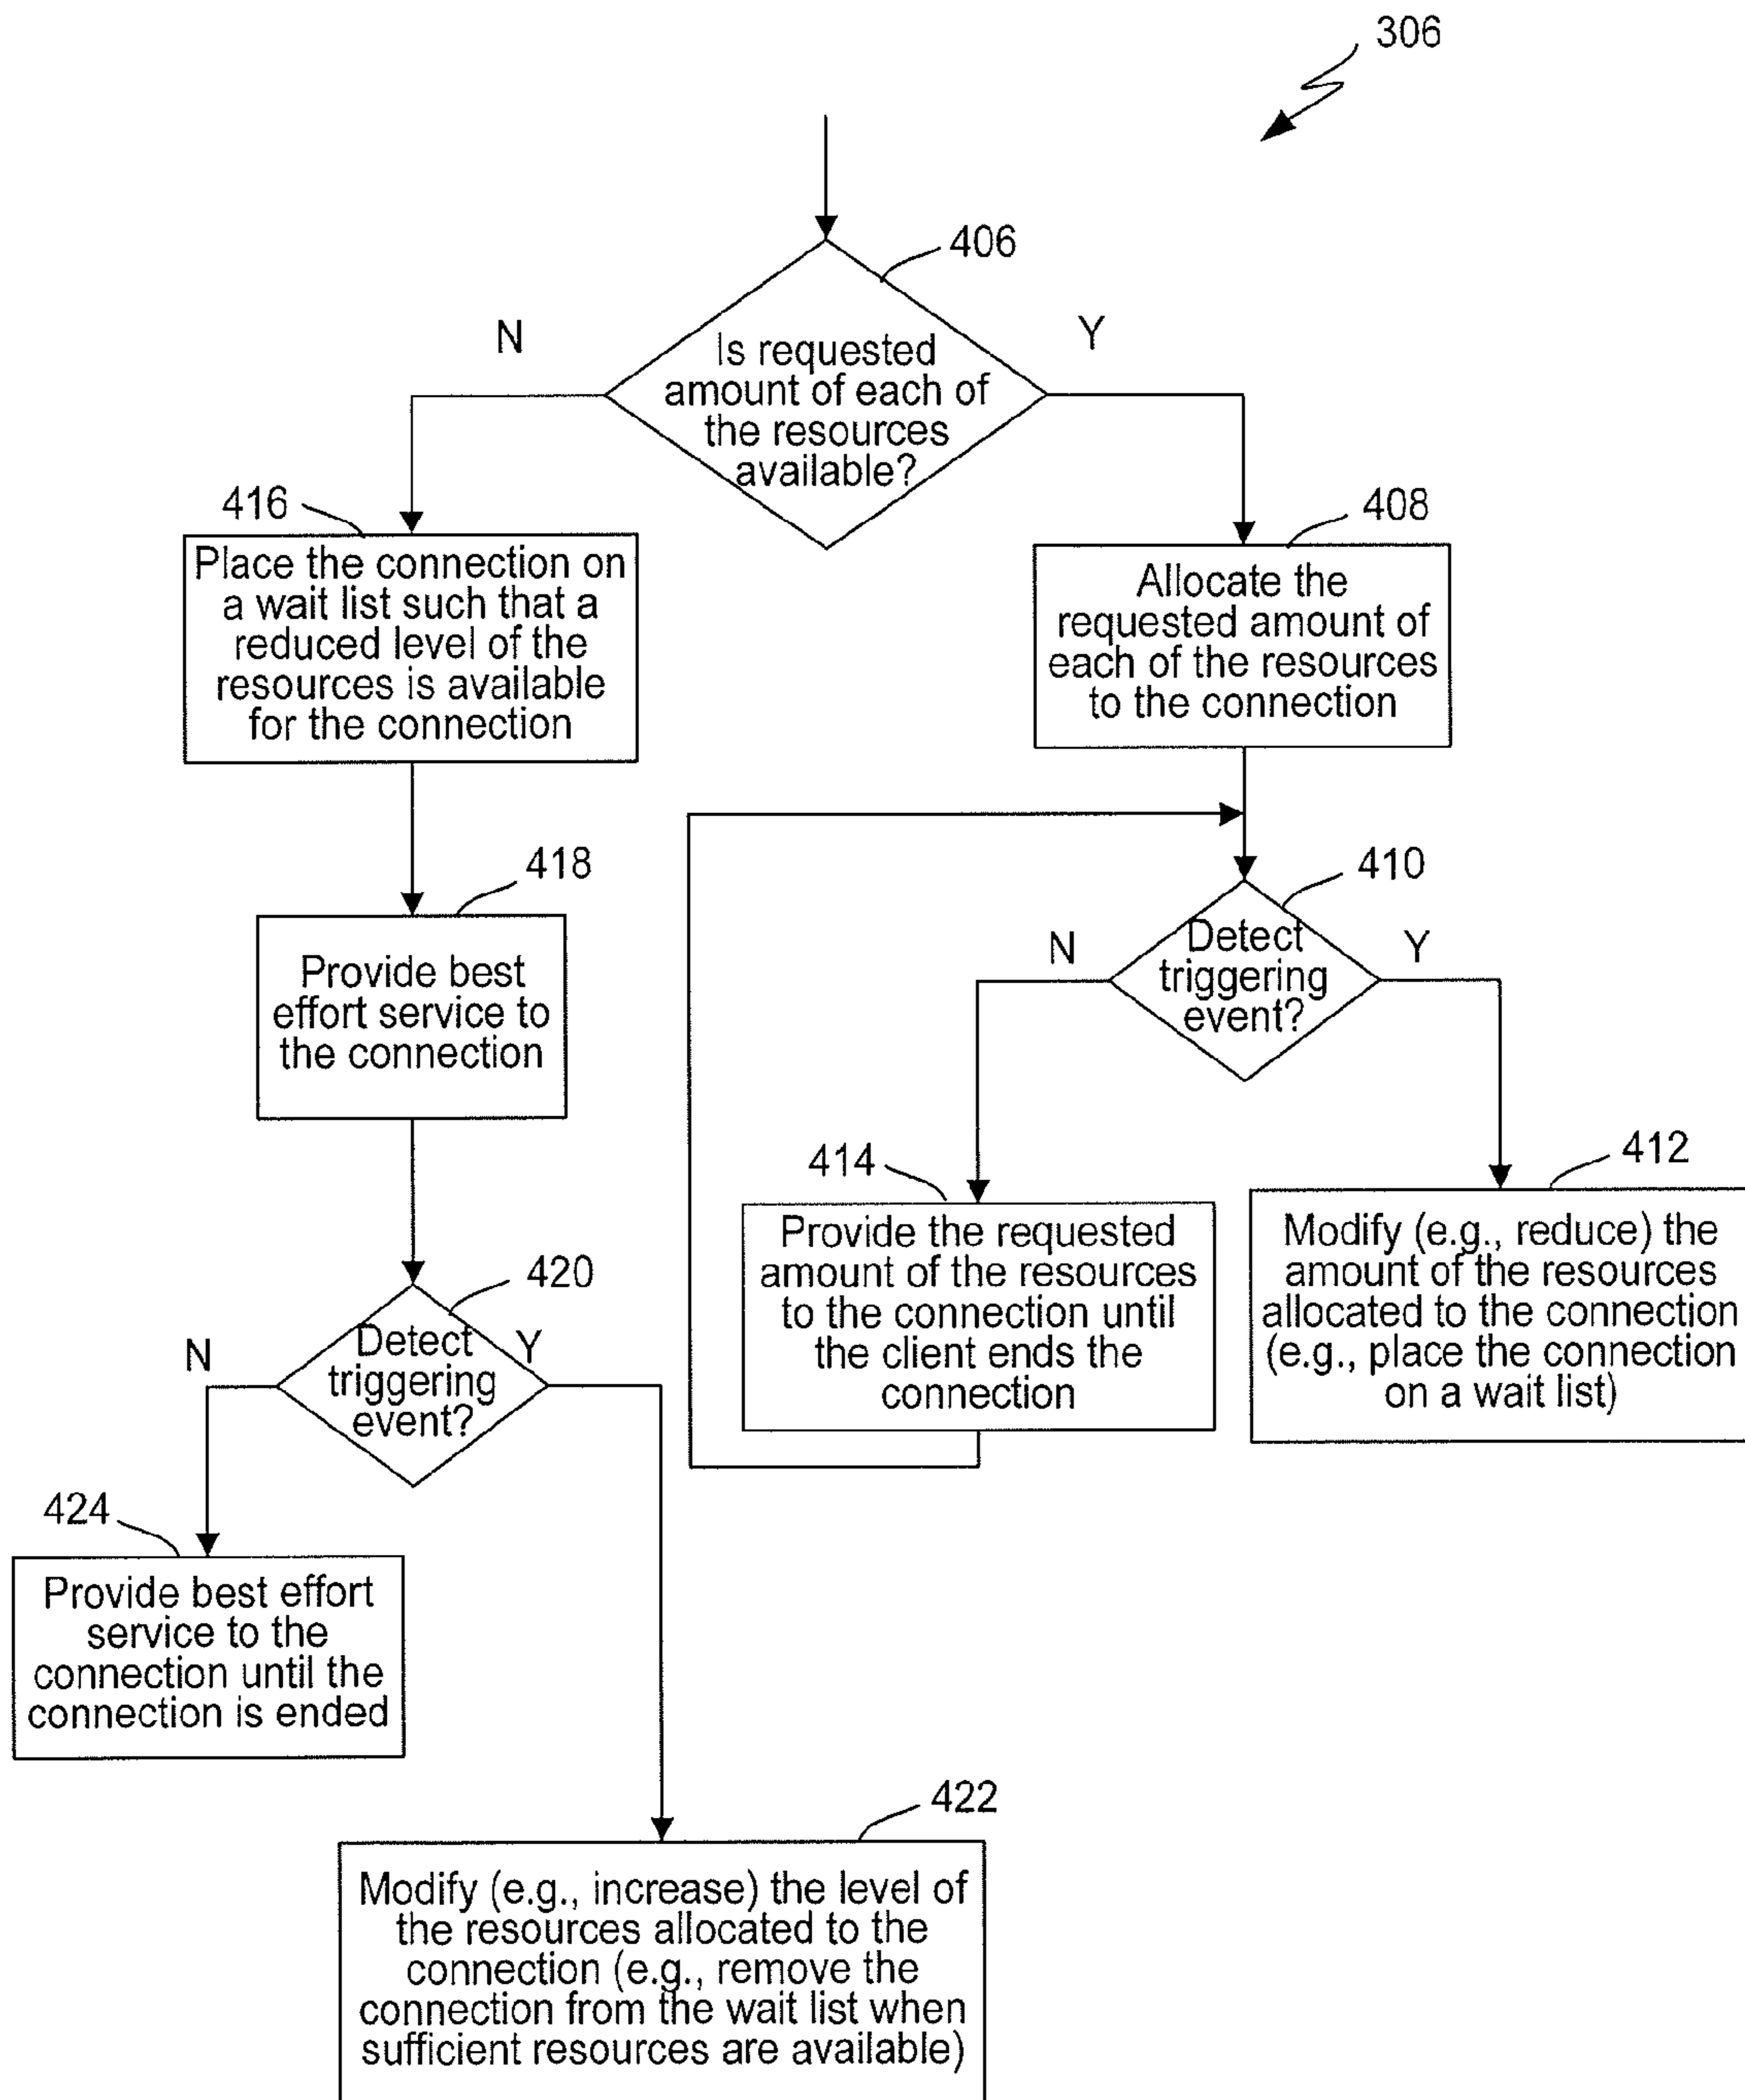 306
406
N
Y
Is requested
amount of each of
the resources
available?
416
Place the connection on
a wait list such that a
reduced level of the
resources is available
for the connection
408
Allocate the
requested amount of
each of the resources
to the connection
418
Provide best
effort service to
the connection
410
N
Y
Detect
triggering
event?
414
Provide the requested
amount of the resources
to the connection until
the client ends the
connection
412
Modify (e.g., reduce) the
amount of the resources
allocated to the connection
(e.g., place the connection
on a wait list)
420
N
Y
Detect
triggering
event?
424
Provide best effort
service to the
connection until the
connection is ended
422
Modify (e.g., increase) the level of
the resources allocated to the
connection (e.g., remove the
connection from the wait list when
sufficient resources are available)